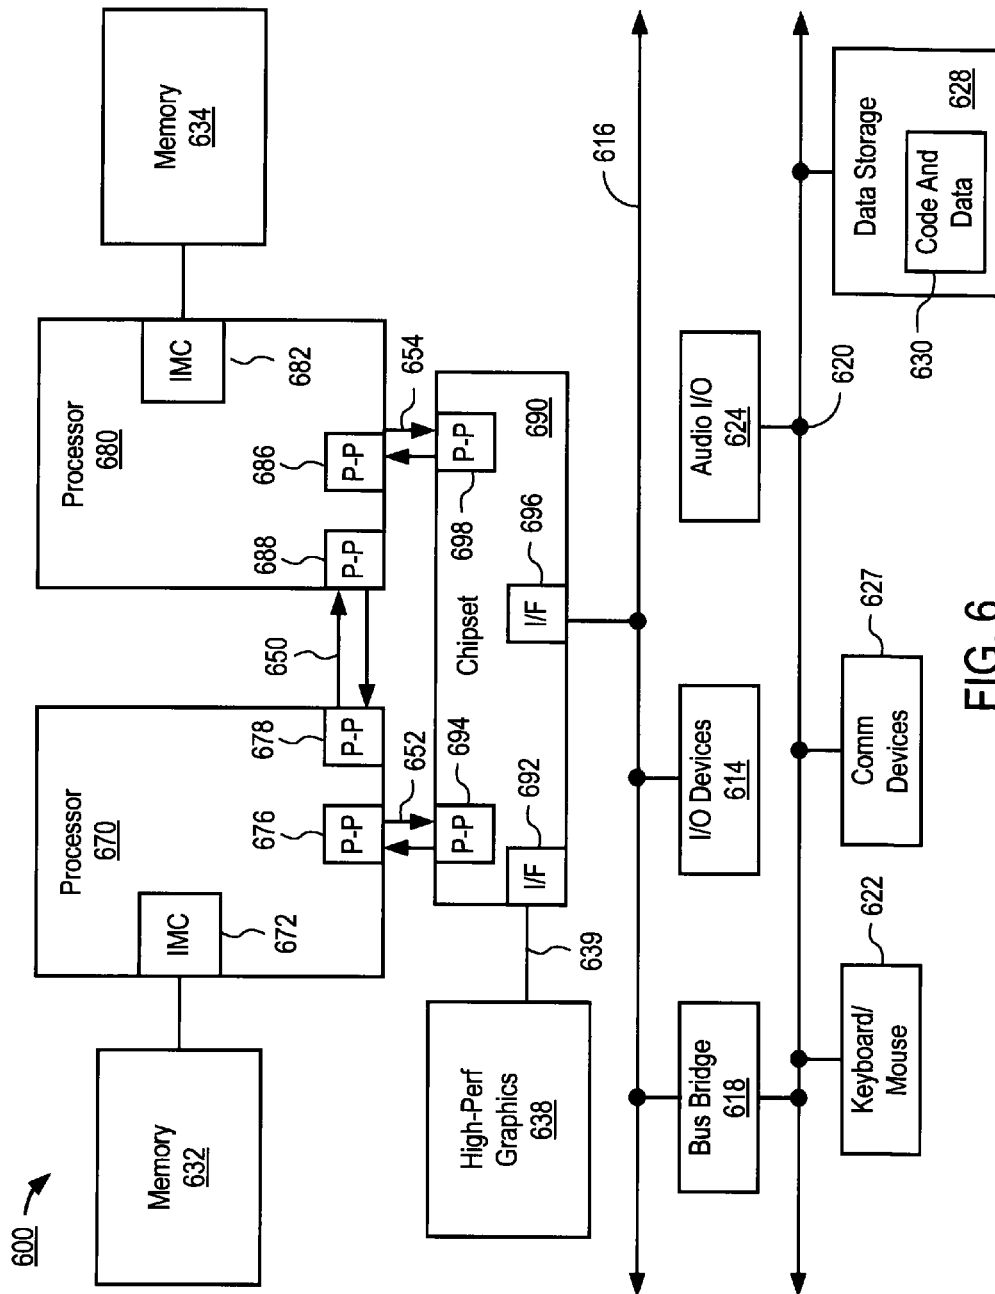 600
Memory
632
Processor
670
IMC
672
P-P
676
P-P
678
650
Processor
680
IMC
682
P-P
688
P-P
686
Memory
634
652
654
High-Perf
Graphics
638
639
Chipset
690
P-P
694
I/F
692
P-P
698
I/F
696
616
Bus Bridge
618
I/O Devices
614
Audio I/O
624
620
Keyboard/
Mouse
622
Comm
Devices
627
Data Storage
628
Code And
Data
630
FIG. 6